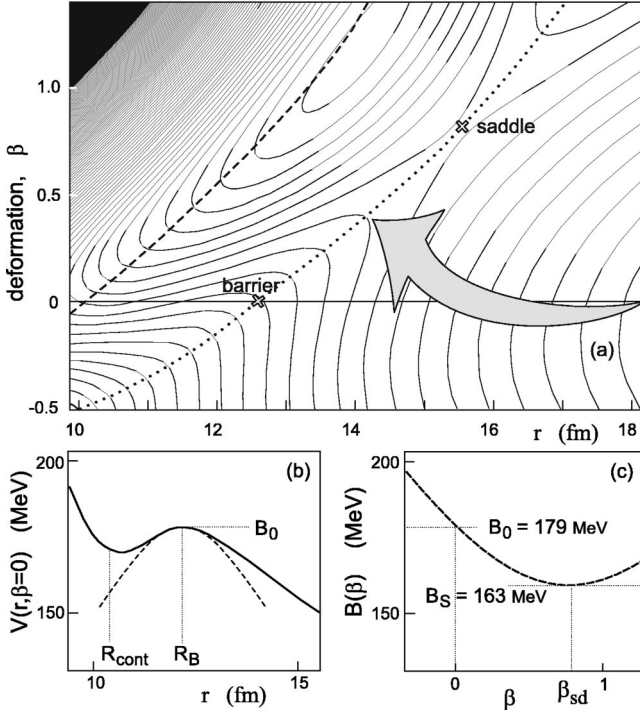 1.0
0.5
0
-0.5
deformation, β
saddle
barrier
(a)
10 12 14 16 18
r (fm)
200
150
V(r,β=0) (MeV)
(b)
B0
Rcont
RB
10 15
r (fm)
200
150
B(β) (MeV)
(c)
B0 = 179 MeV
BS = 163 MeV
0 1
β
βsd